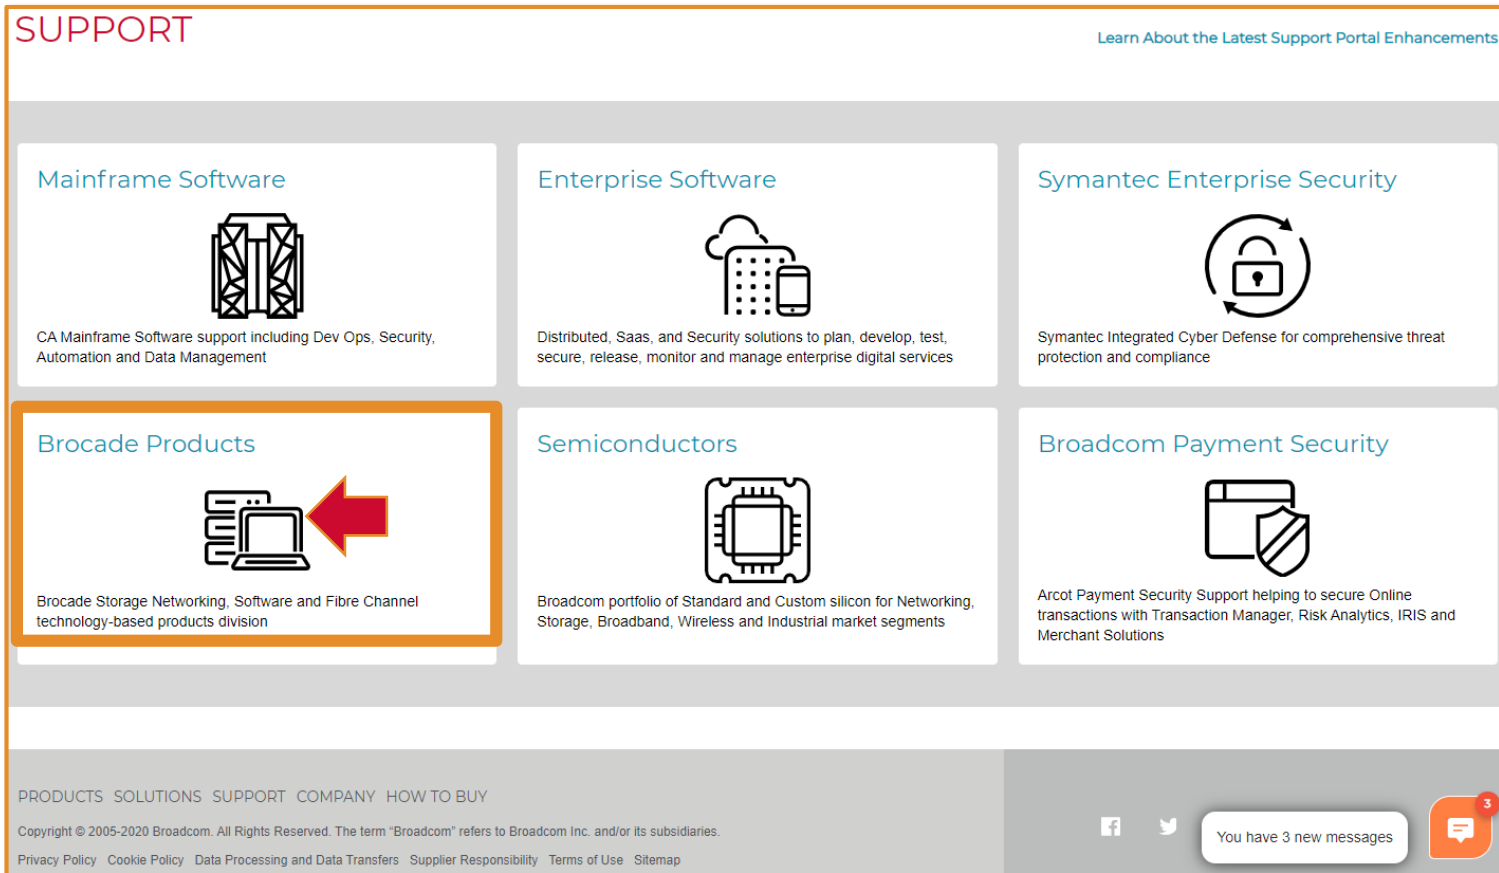 SUPPORT
Learn About the Latest Support Portal Enhancements
Mainframe Software
CA Mainframe Software support including Dev Ops, Security,
Automation and Data Management
Enterprise Software
Distributed, Saas, and Security solutions to plan, develop, test,
secure, release, monitor and manage enterprise digital services
Symantec Enterprise Security
Symantec Integrated Cyber Defense for comprehensive threat
protection and compliance
Brocade Products
Brocade Storage Networking, Software and Fibre Channel
technology-based products division
Semiconductors
Broadcom portfolio of Standard and Custom silicon for Networking,
Storage, Broadband, Wireless and Industrial market segments
Broadcom Payment Security
Arcot Payment Security Support helping to secure Online
transactions with Transaction Manager, Risk Analytics, IRIS and
Merchant Solutions
PRODUCTS SOLUTIONS SUPPORT COMPANY HOW TO BUY
Copyright © 2005-2020 Broadcom. All Rights Reserved. The term “Broadcom” refers to Broadcom Inc. and/or its subsidiaries.
Privacy Policy Cookie Policy Data Processing and Data Transfers Supplier Responsibility Terms of Use Sitemap
You have 3 new messages
3